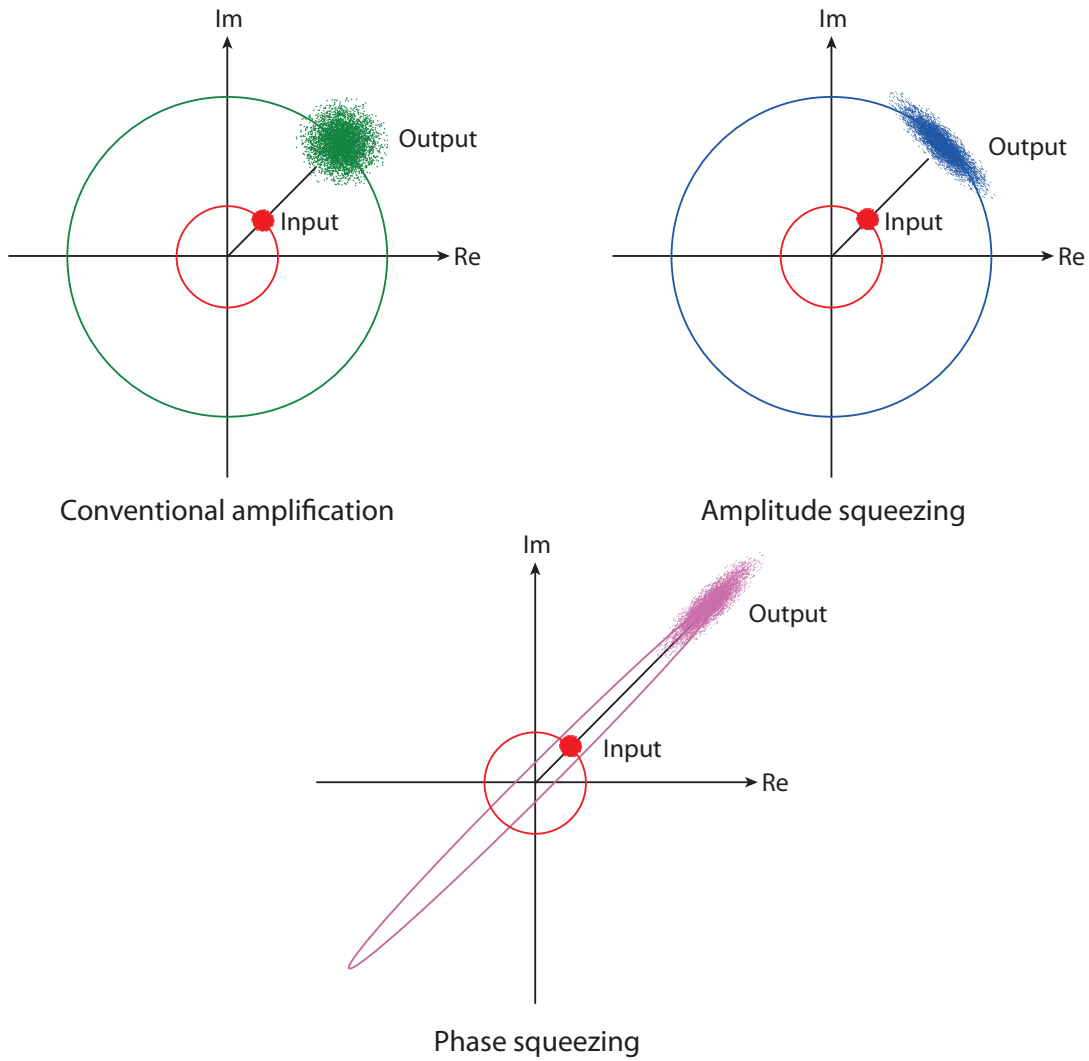 Im
Output
Input
Re
Conventional amplification
Im
Output
Input
Re
Amplitude squeezing
Im
Output
Input
Re
Phase squeezing